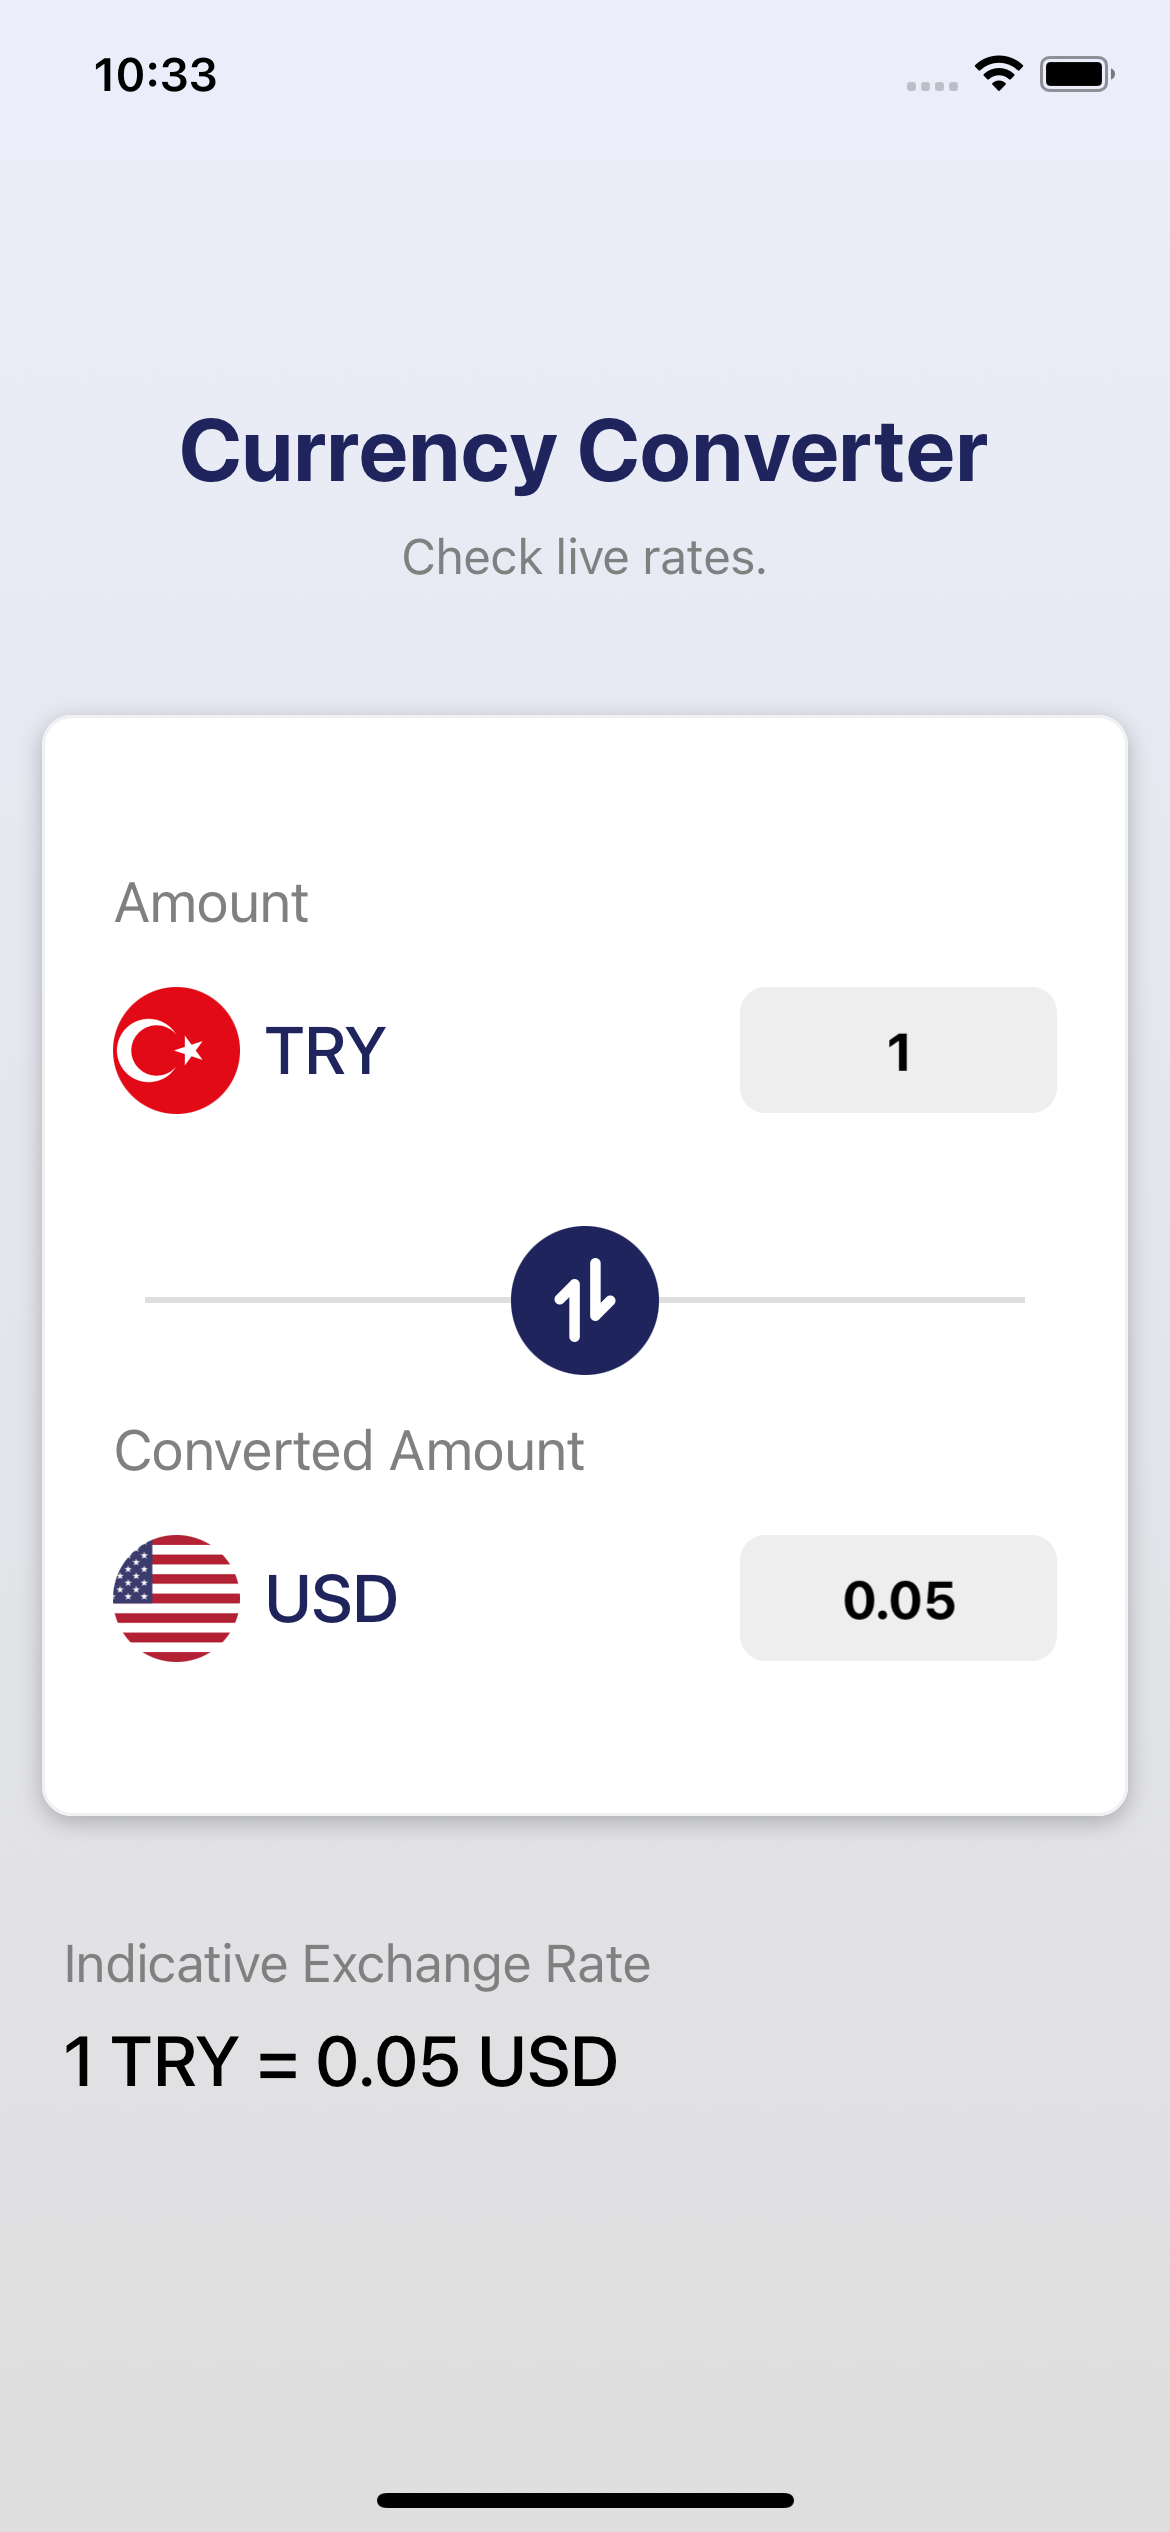 10:33
Currency Converter
Check live rates.
Amount
TRY
1
Converted Amount
USD
0.05
Indicative Exchange Rate
1 TRY = 0.05 USD